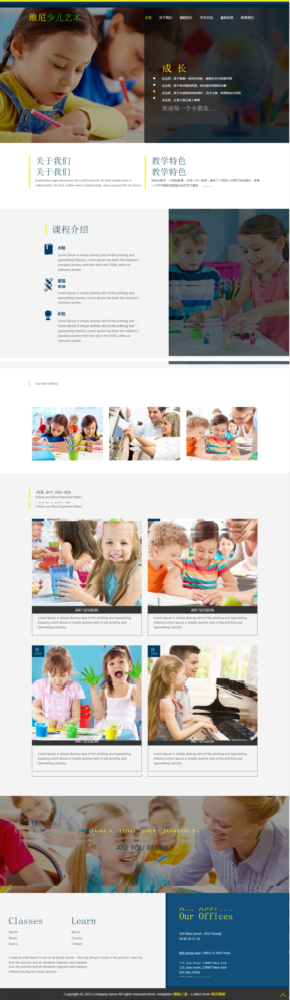 维尼少儿艺术
主页 关于我们 课程招生 学生作品 最新信息 联系我们
成 长
在这里，孩子就像一条快乐的鱼，遨游在艺术的海洋里
在这里，孩子将尽情的挥洒，快乐地享受画的乐趣
在这里，孩子丰富而自由的创作，艺术才情，将得到充分发挥
在这里，让孩子真正爱上画画
欢迎每一个小朋友...
关于我们
关于我们
Ruelloribus eget elemetum vel curleif end elit. for that matter even a
relationship. for that matter even a relationship. Aean auctoetnliir pis terios.
教学特色
教学特色
启发式教学，小班制授课，实现一对一授课，避免了大班因人多顾不到的情况，使每
一个学生都能发挥其内在的艺术潜能，
课程介绍
水粉
Lorem Ipsum is simply dummy text of the printing and
typesetting industry. Lorem Ipsum has been the industry's
standard dummy text ever since the 1500s, when an
unknown printer.
素描
素描
Lorem Ipsum is simply dummy text of the printing and
typesetting industry. Lorem Ipsum has been the industry's
unknown printer.
彩铅
Lorem Ipsum is simply dummy text of the printing and
Lorem Ipsum is simply dummy text of the printing and
typesetting industry. Lorem Ipsum has been the industry's
standard dummy text ever since the 1500s, when an
unknown printer.
Our kids Gallery
最新信息
Follow our Most Important News
Follow our Most Important News
ART SESSION
Lorem Ipsum is simply dummy text of the printing and typesetting
industry.Lorem Ipsum is simply dummy text of the printing and
typesetting industry.
ART SESSION
Lorem Ipsum is simply dummy text of the printing and typesetting
industry.Lorem Ipsum is simply dummy text of the printing and
typesetting industry.
15
July
ART SESSION
Lorem Ipsum is simply dummy text of the printing and typesetting
industry.Lorem Ipsum is simply dummy text of the printing and
typesetting industry.
15
July
ART SESSION
Lorem Ipsum is simply dummy text of the printing and typesetting
industry.Lorem Ipsum is simply dummy text of the printing and
typesetting industry.
Start Your ART Journey!
ARE YOU READY ?
Classes
Sports
Music
Dance
Learn
About
Teacher
Contact
Creativity itself doesn't care at all about results - the only thing it craves is the process. Learn to
love the process and let whatever happens next happen,
love the process and let whatever happens next happen,
without fussing too much about it
Our Offices
Our Offices
324 Main Street , 2012 Stundy
04 84 25 51 54
009 Street view. Office 21 4563 Paris
123, new street, 129907 New Yark
123, new street, 129907 New Yark
023 456 23456
Copyright © 2015.Company name All rights reserved.More Templates 模板之家 - Collect from 网页模板